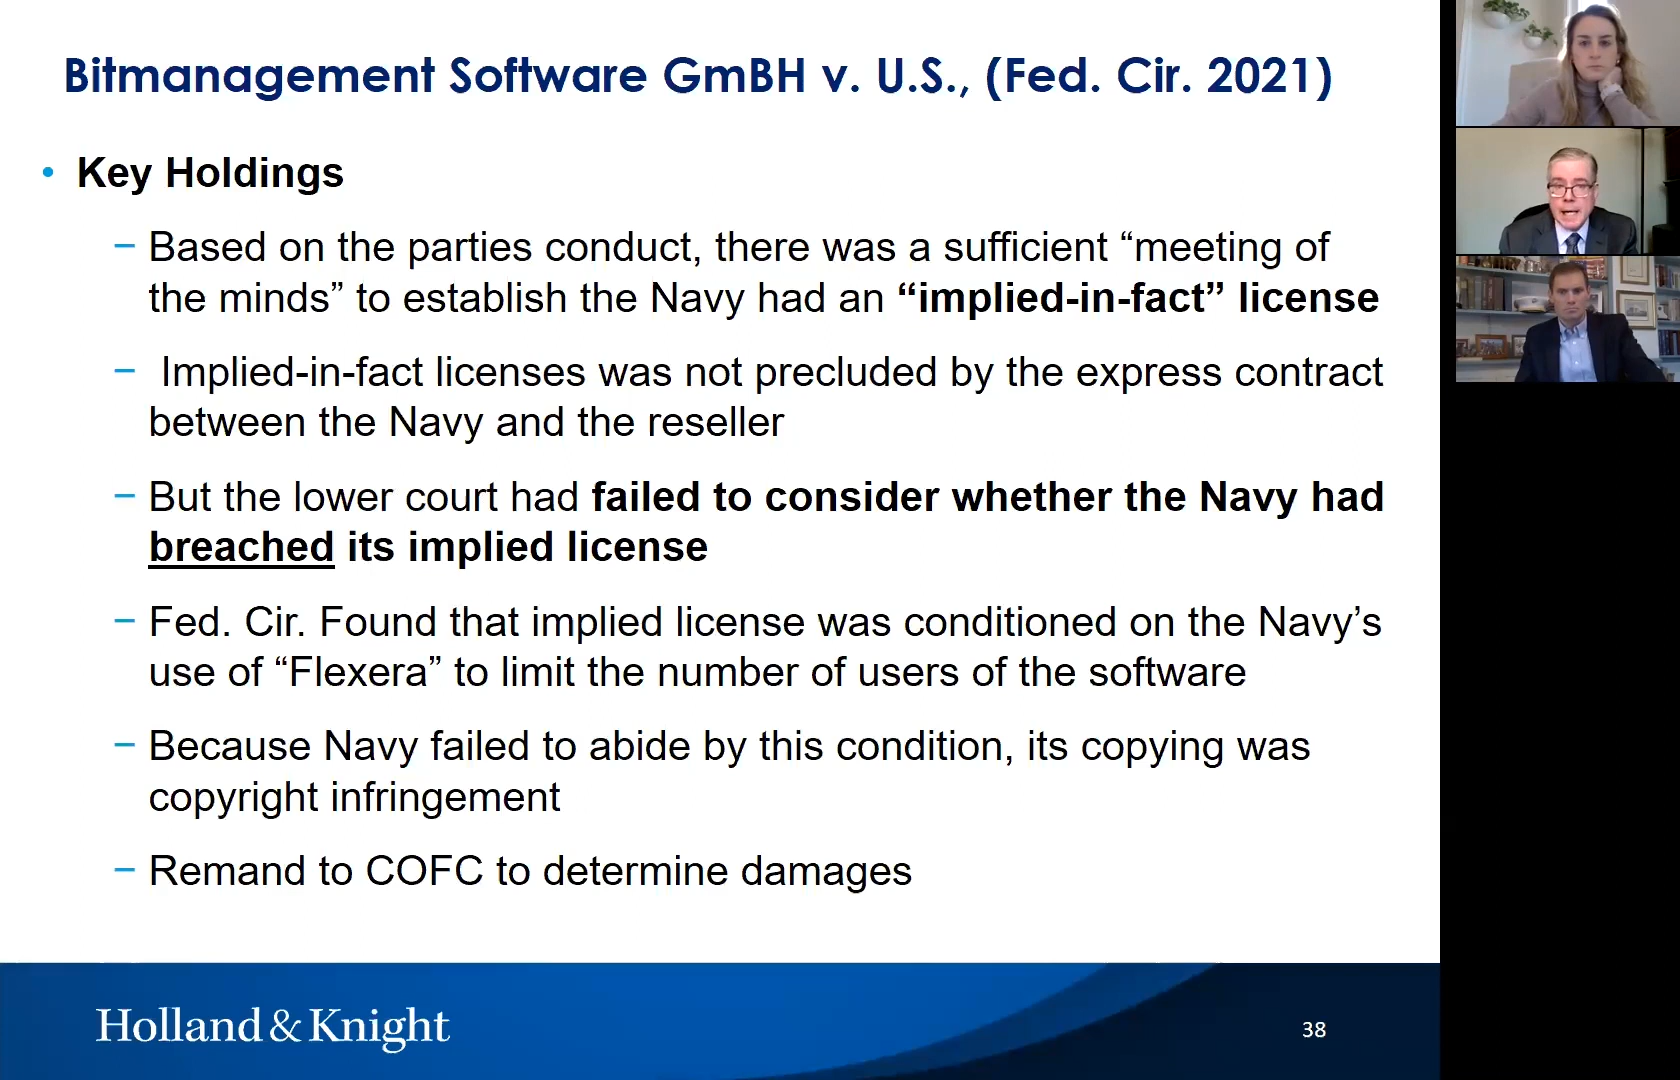 Bitmanagement Software GmBH v. U.S., (Fed. Cir. 2021)
• Key Holdings
− Based on the parties conduct, there was a sufficient “meeting of
the minds” to establish the Navy had an “implied-in-fact” license
− Implied-in-fact licenses was not precluded by the express contract
between the Navy and the reseller
− But the lower court had failed to consider whether the Navy had
breached its implied license
− Fed. Cir. Found that implied license was conditioned on the Navy’s
use of “Flexera” to limit the number of users of the software
− Because Navy failed to abide by this condition, its copying was
copyright infringement
− Remand to COFC to determine damages
Holland & Knight
38